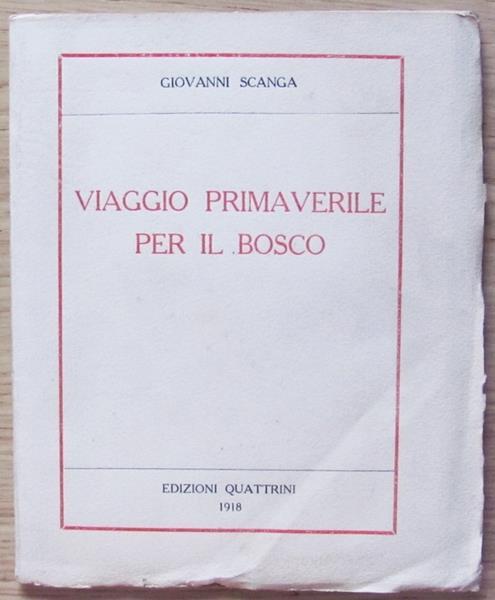 GIOVANNI SCANGA
VIAGGIO PRIMAVERILE
PER IL BOSCO
EDIZIONI QUATTRINI
1918